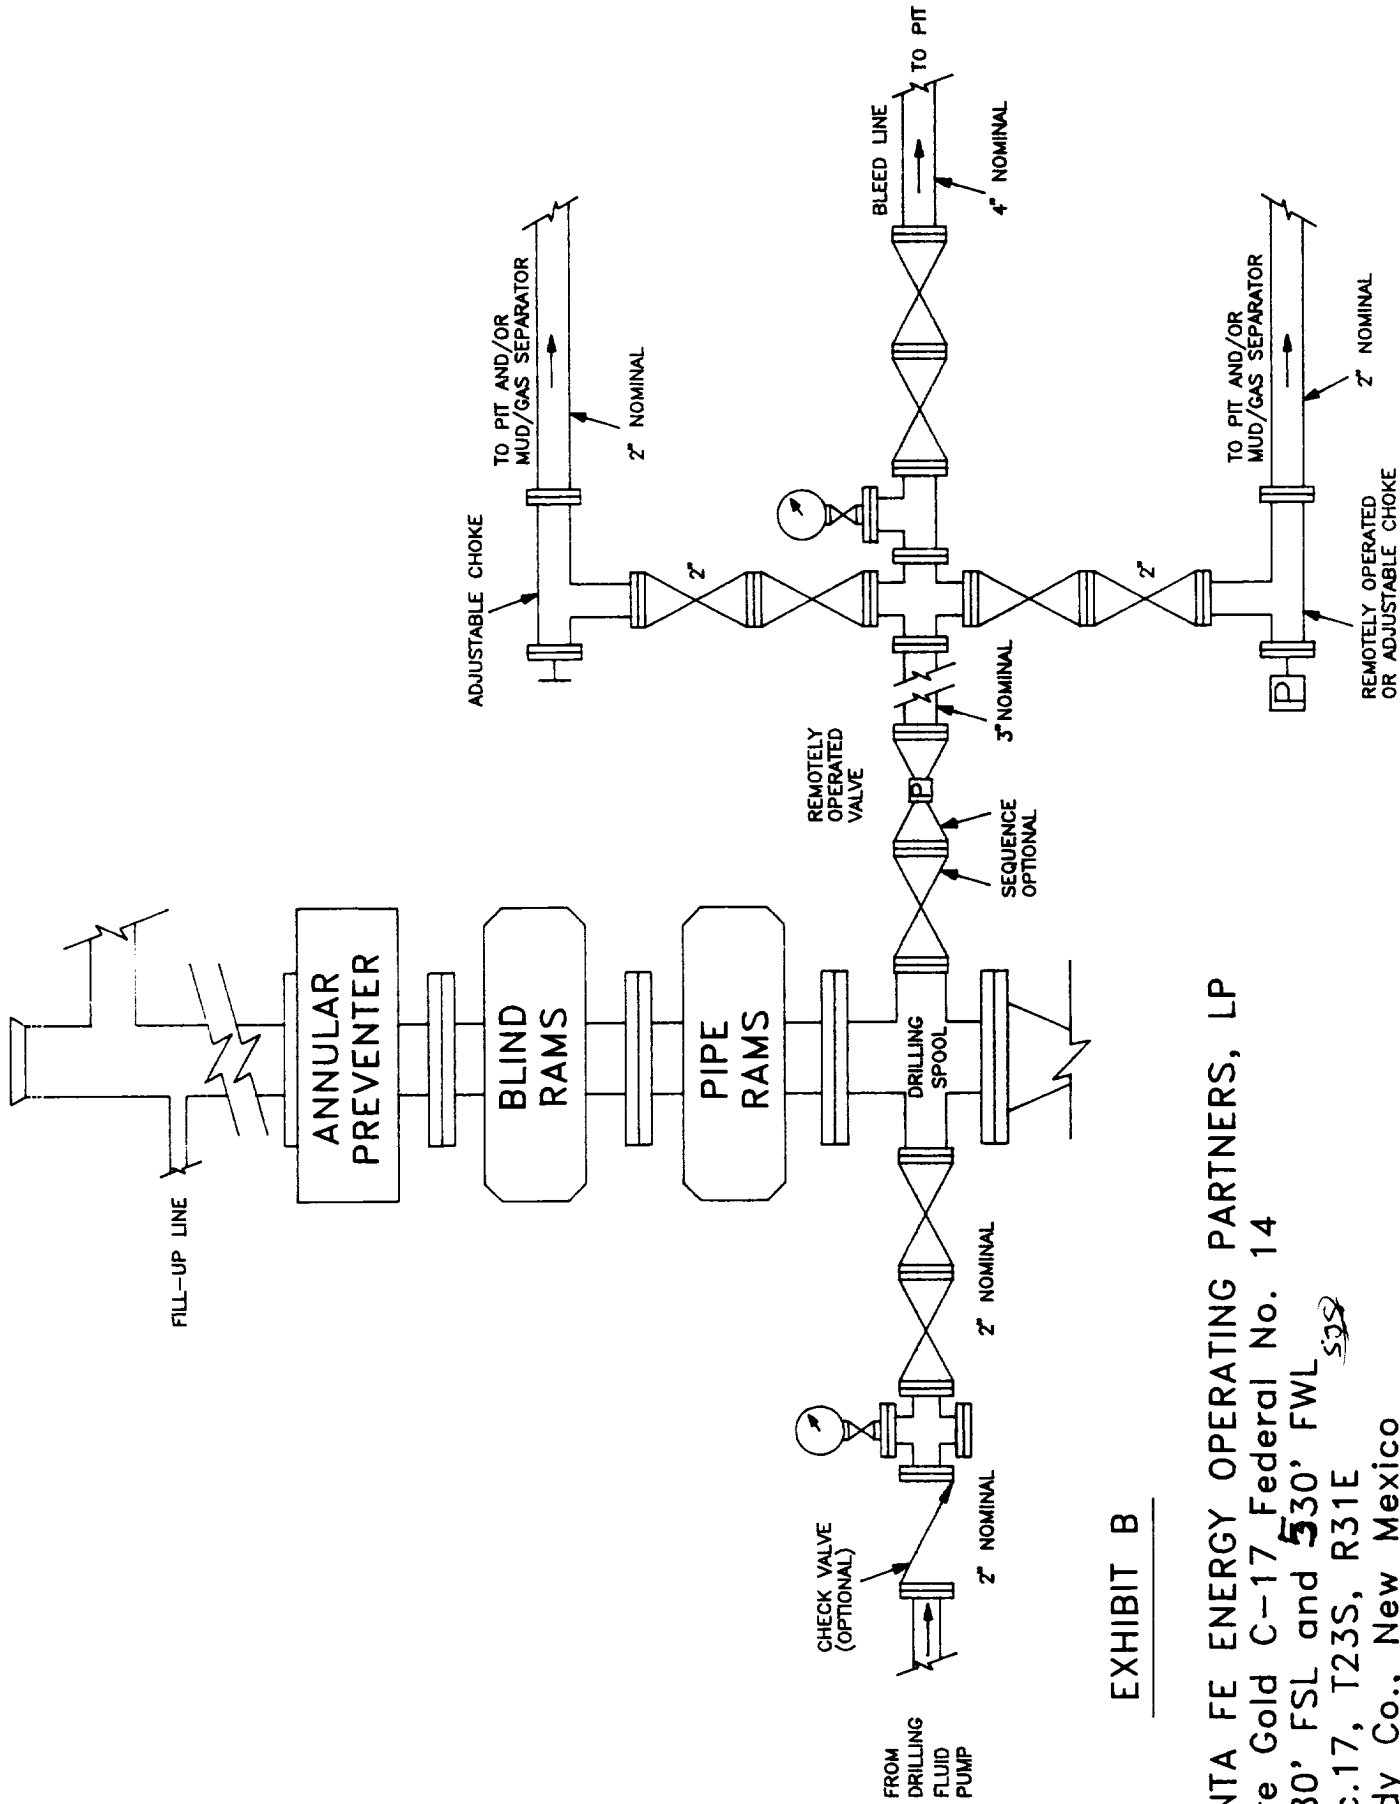 FILL-UP LINE
ANNULAR
PREVENTER
BLIND
RAMS
PIPE
RAMS
DRILLING
SPOOL
ADJUSTABLE CHOKE
TO PIT AND/OR
MUD/GAS SEPARATOR
2" NOMINAL
2"
BLEED LINE
TO PIT
4" NOMINAL
REMOTELY
OPERATED
VALVE
P
SEQUENCE
OPTIONAL
3" NOMINAL
2"
TO PIT AND/OR
MUD/GAS SEPARATOR
2" NOMINAL
P
REMOTELY OPERATED
OR ADJUSTABLE CHOKE
2" NOMINAL
CHECK VALVE
(OPTIONAL)
2" NOMINAL
FROM
DRILLING
FLUID
PUMP
EXHIBIT B
NTA FE ENERGY OPERATING PARTNERS, LP
e Gold C-17 Federal No. 14
30' FSL and 530' FWL
c.17, T23S, R31E
dy Co., New Mexico